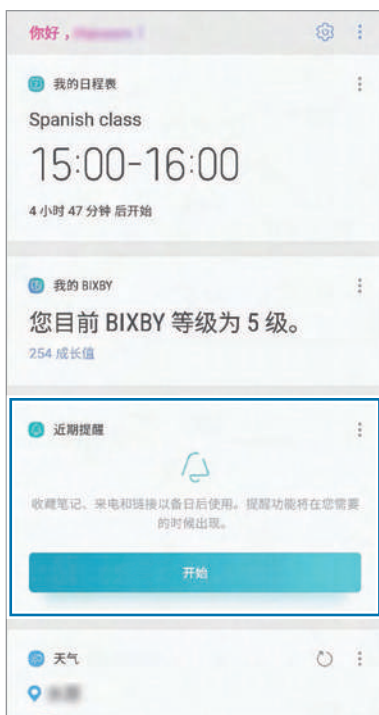 你好，
我的日程表
Spanish class
15:00-16:00
4 小时 47 分钟 后开始
我的 BIXBY
您目前 BIXBY 等级为 5 级。
254 成长值
近期提醒
收藏笔记、来电和链接以备日后使用。提醒功能将在您需要
的时候出现。
开始
天气